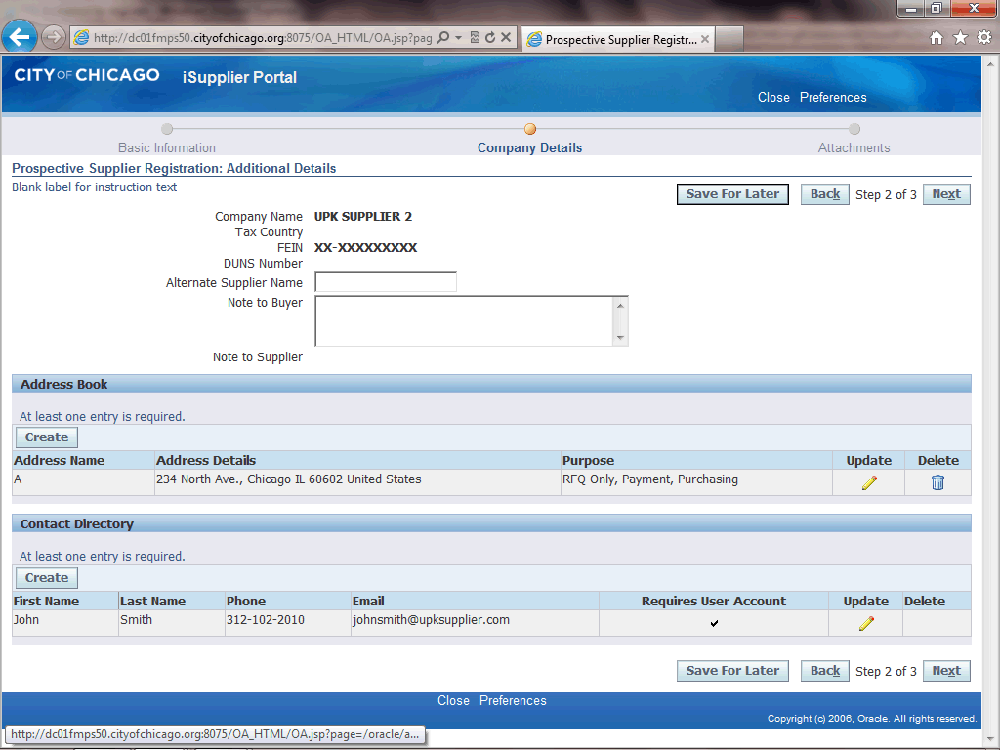 http://dc01fmps50.cityofchicago.org:8075/OA_HTML/OA.jsp?pag
Prospective Supplier Registr...
CITY OF CHICAGO iSupplier Portal
Close Preferences
Basic Information Company Details Attachments
Prospective Supplier Registration: Additional Details
Blank label for instruction text
Save For Later Back Step 2 of 3 Next
Company Name UPK SUPPLIER 2
Tax Country
FEIN XX-XXXXXXXXX
DUNS Number
Alternate Supplier Name
Note to Buyer
Note to Supplier
Address Book
At least one entry is required.
Create
Address Name Address Details Purpose Update Delete
A 234 North Ave., Chicago IL 60602 United States RFQ Only, Payment, Purchasing
Contact Directory
At least one entry is required.
Create
First Name Last Name Phone Email Requires User Account Update Delete
John Smith 312-102-2010 johnsmith@upksupplier.com
Save For Later Back Step 2 of 3 Next
Close Preferences
Copyright (c) 2006, Oracle. All rights reserved.
http://dc01fmps50.cityofchicago.org:8075/OA_HTML/OA.jsp?page=/oracle/a...